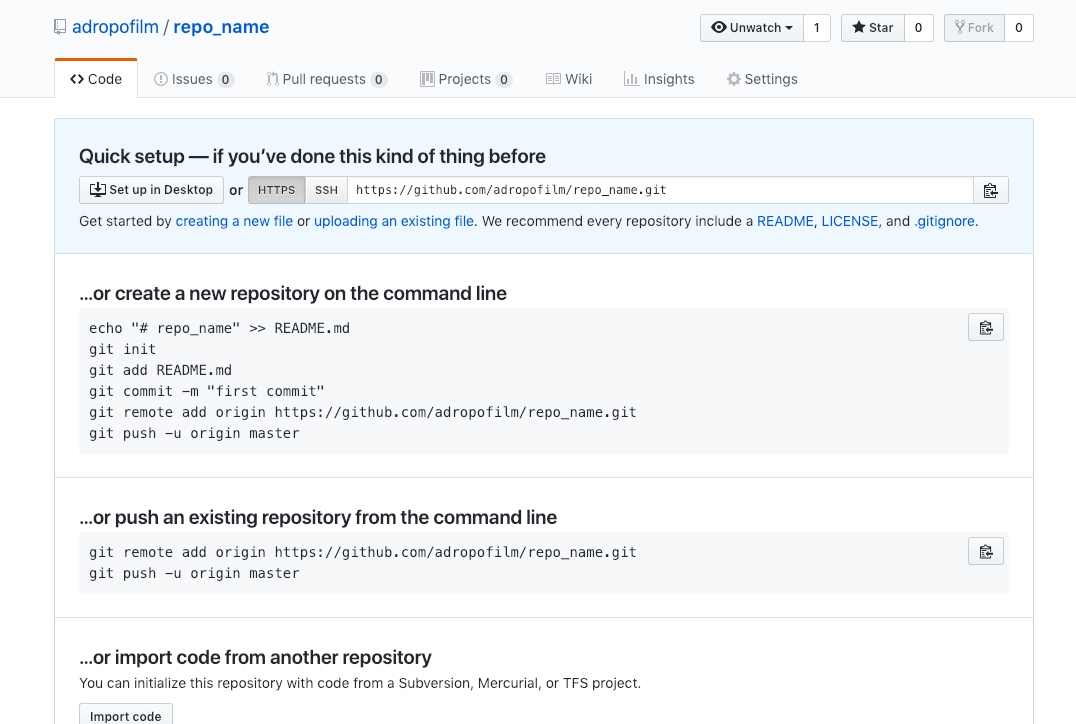 adropofilm / repo_name
Unwatch 1 Star 0 Fork 0
Code Issues 0 Pull requests 0 Projects 0 Wiki Insights Settings
Quick setup — if you’ve done this kind of thing before
Set up in Desktop or HTTPS SSH https://github.com/adropofilm/repo_name.git
Get started by creating a new file or uploading an existing file. We recommend every repository include a README, LICENSE, and .gitignore.
…or create a new repository on the command line
echo "# repo_name" >> README.md
git init
git add README.md
git commit -m "first commit"
git remote add origin https://github.com/adropofilm/repo_name.git
git push -u origin master
…or push an existing repository from the command line
git remote add origin https://github.com/adropofilm/repo_name.git
git push -u origin master
…or import code from another repository
You can initialize this repository with code from a Subversion, Mercurial, or TFS project.
Import code